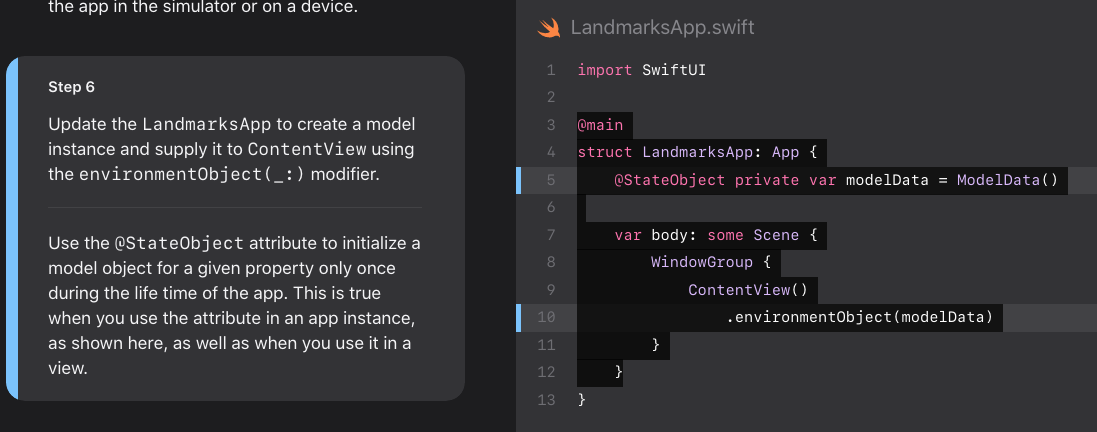 the app in the simulator or on a device.
Step 6
Update the LandmarksApp to create a model
instance and supply it to ContentView using
the environmentObject(_:) modifier.
Use the @StateObject attribute to initialize a
model object for a given property only once
during the life time of the app. This is true
when you use the attribute in an app instance,
as shown here, as well as when you use it in a
view.
LandmarksApp.swift
1 import SwiftUI
2
3 @main
4 struct LandmarksApp: App {
5     @StateObject private var modelData = ModelData()
6
7     var body: some Scene {
8         WindowGroup {
9             ContentView()
10                 .environmentObject(modelData)
11         }
12     }
13 }